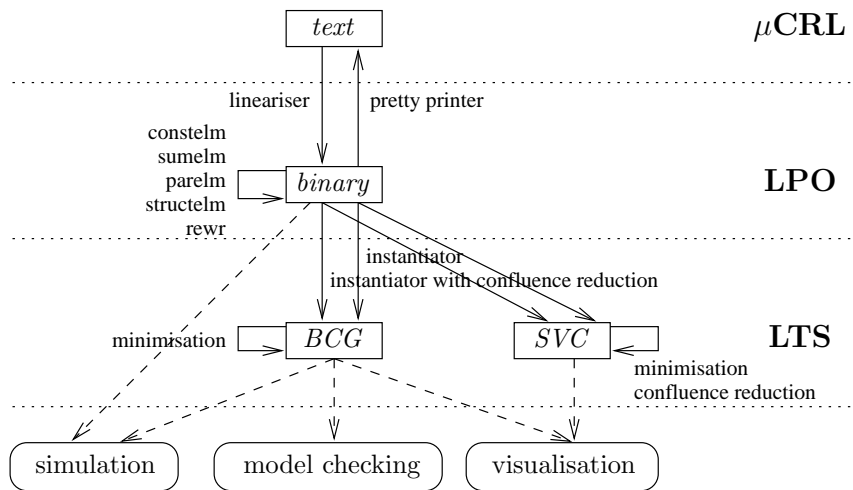 text
μCRL
lineariser
pretty printer
constelm
sumelm
parelm
structelm
rewr
binary
LPO
instantiator
instantiator with confluence reduction
minimisation
BCG
SVC
LTS
minimisation
confluence reduction
simulation
model checking
visualisation